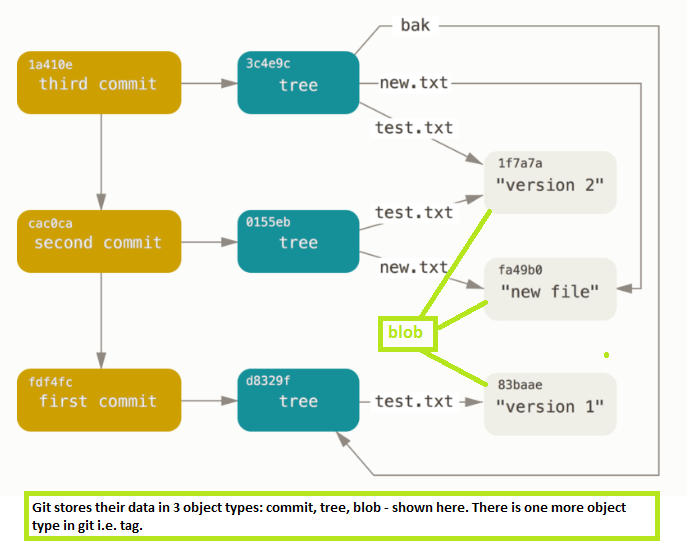 bak
1a410e
third commit
3c4e9c
tree
new.txt
test.txt
1f7a7a
"version 2"
cac0ca
second commit
0155eb
tree
test.txt
new.txt
fa49b0
"new file"
blob
fdf4fc
first commit
d8329f
tree
test.txt
83baae
"version 1"
Git stores their data in 3 object types: commit, tree, blob - shown here. There is one more object
type in git i.e. tag.